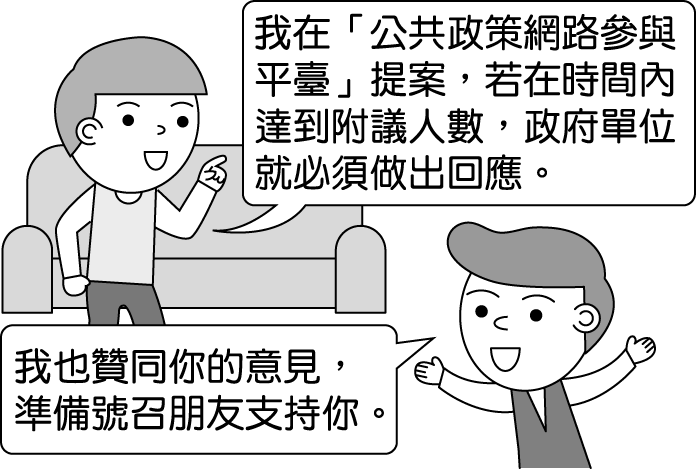 我在「公共政策網路參與
平臺」提案，若在時間內
達到附議人數，政府單位
就必須做出回應。
我也贊同你的意見，
準備號召朋友支持你。